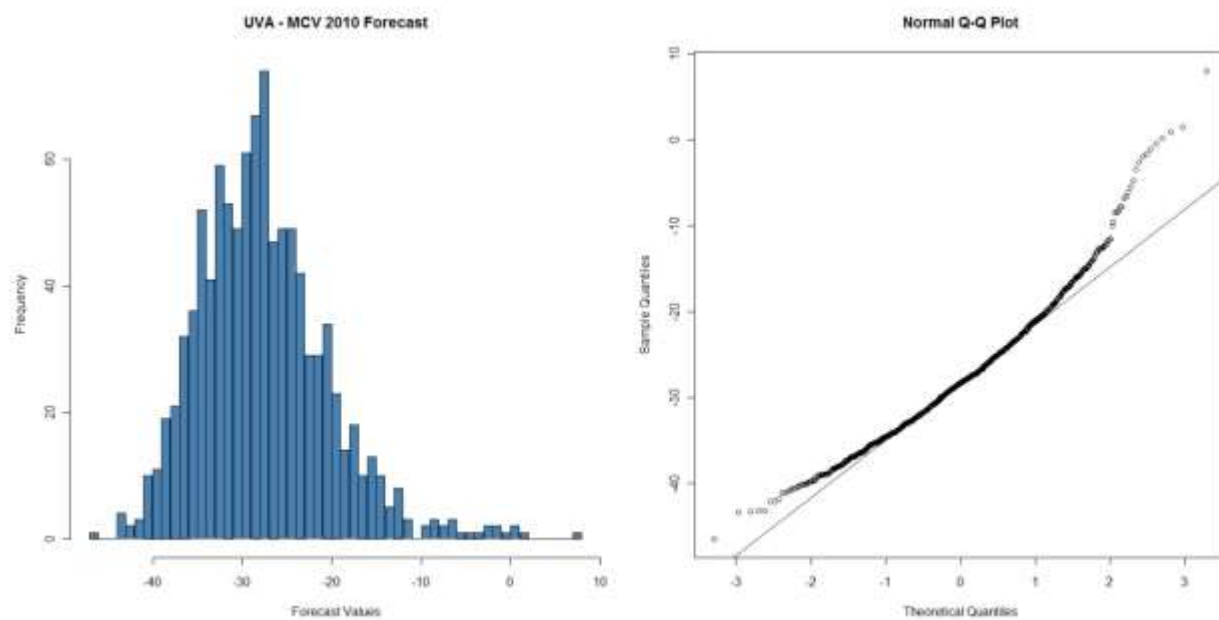 UVA - MCV 2010 Forecast
Frequency
60
40
20
0
-40 -30 -20 -10 0 10
Forecast Values
Normal Q-Q Plot
Sample Quantiles
10
0
-10
-20
-30
-40
-3 -2 -1 0 1 2 3
Theoretical Quantiles